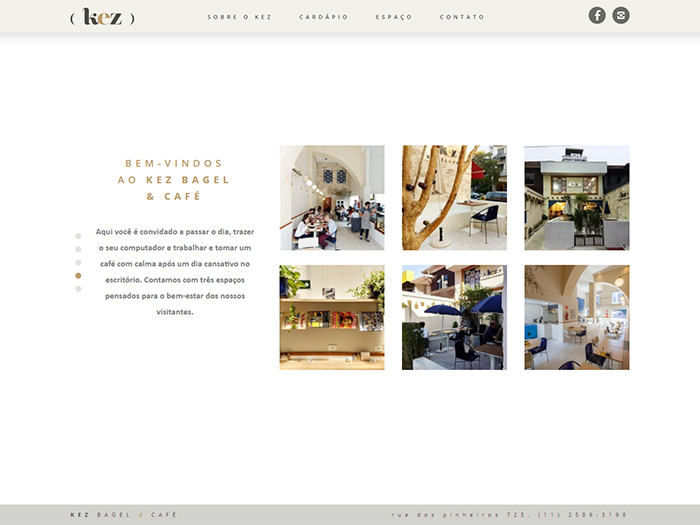 ( kez )
SOBRE O KEZ CARDÁPIO ESPAÇO CONTATO
BEM-VINDOS
AO KEZ BAGEL
& CAFÉ
Aqui você é convidado a passar o dia, trazer
o seu computador e trabalhar e tomar um
café com calma após um dia cansativo no
escritório. Contamos com três espaços
pensados para o bem-estar dos nossos
visitantes.
KEZ BAGEL & CAFÉ
rua dos pinheiros 725, (11) 2589-3198